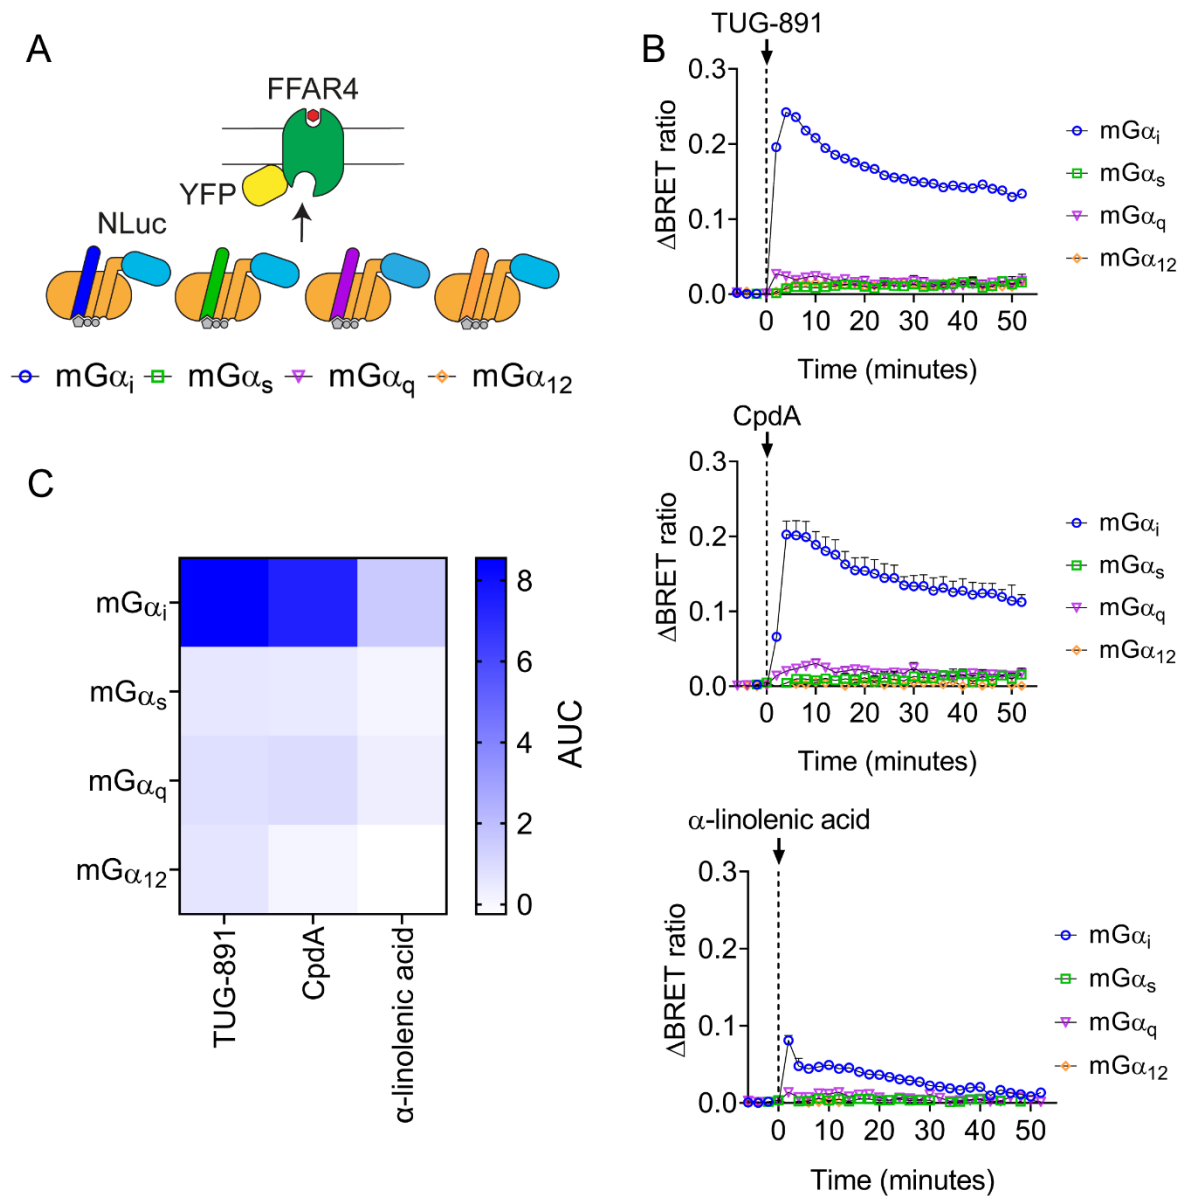 A
FFAR4
YFP
NLuc
mGαi mGαs mGαq mGα12
B
TUG-891
0.3
0.2
0.1
0.0
ΔBRET ratio
0 10 20 30 40 50
Time (minutes)
mGαi
mGαs
mGαq
mGα12
CpdA
0.3
0.2
0.1
0.0
ΔBRET ratio
0 10 20 30 40 50
Time (minutes)
mGαi
mGαs
mGαq
mGα12
α-linolenic acid
0.3
0.2
0.1
0.0
ΔBRET ratio
0 10 20 30 40 50
Time (minutes)
mGαi
mGαs
mGαq
mGα12
C
mGαi
mGαs
mGαq
mGα12
TUG-891
CpdA
α-linolenic acid
8
6
4
2
0
AUC